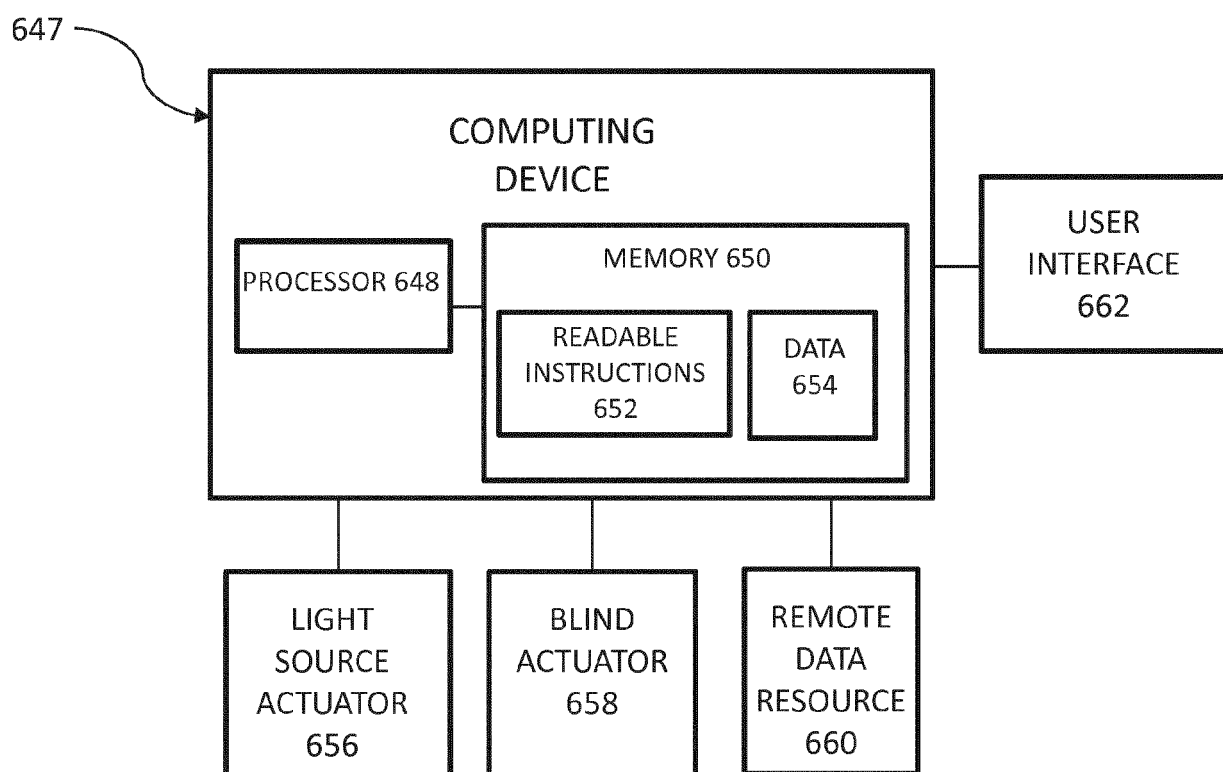 647
COMPUTING
DEVICE
PROCESSOR 648
MEMORY 650
READABLE
INSTRUCTIONS
652
DATA
654
USER
INTERFACE
662
LIGHT
SOURCE
ACTUATOR
656
BLIND
ACTUATOR
658
REMOTE
DATA
RESOURCE
660